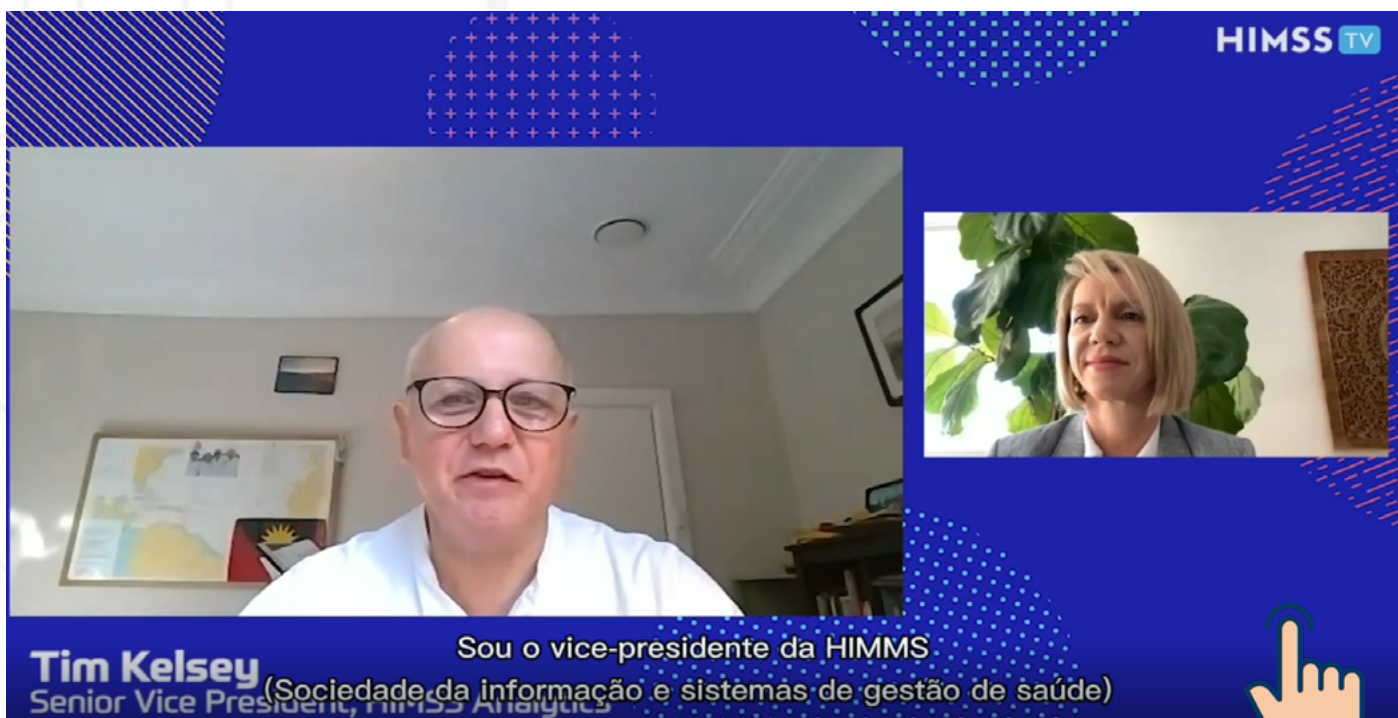 HIMSS TV
Sou o vice-presidente da HIMMS
Tim Kelsey
(Sociedade da informação e sistemas de gestão de saúde)
Senior Vice President, HIMSS Analytics